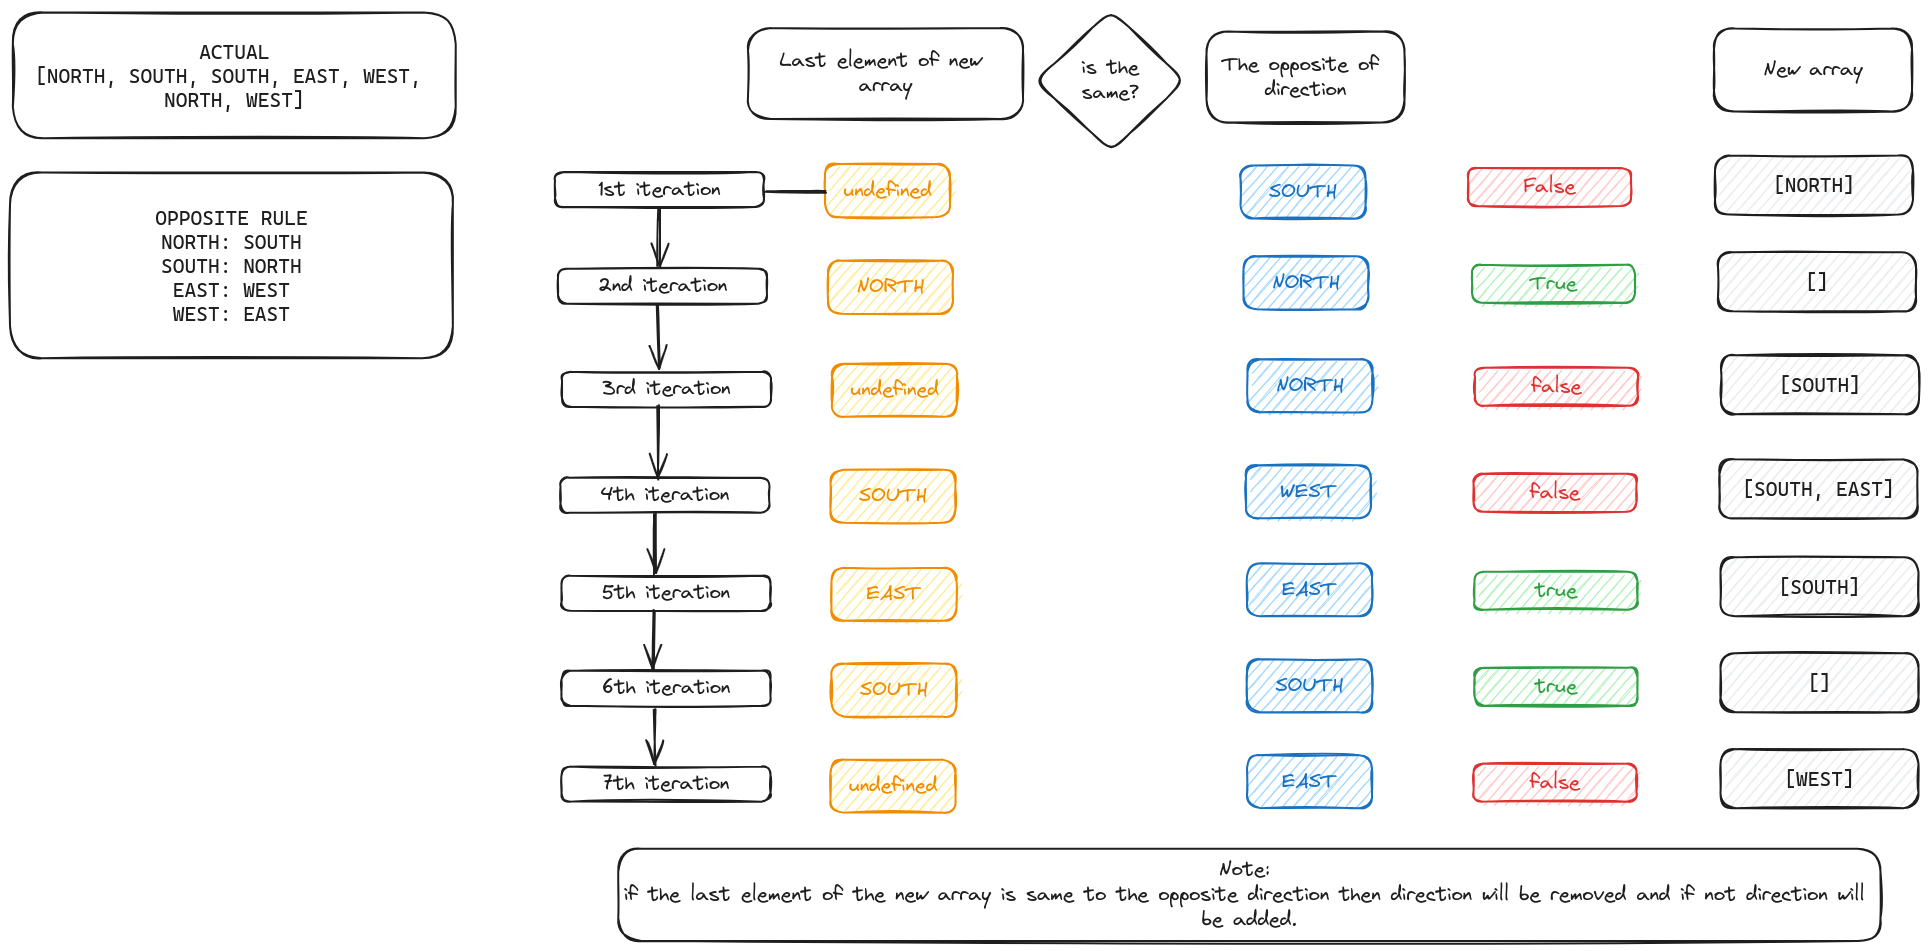 ACTUAL
[NORTH, SOUTH, SOUTH, EAST, WEST,
NORTH, WEST]
OPPOSITE RULE
NORTH: SOUTH
SOUTH: NORTH
EAST: WEST
WEST: EAST
Last element of new
array
is the
same?
The opposite of
direction
New array
1st iteration
undefined
SOUTH
False
[NORTH]
2nd iteration
NORTH
NORTH
True
[]
3rd iteration
undefined
NORTH
false
[SOUTH]
4th iteration
SOUTH
WEST
false
[SOUTH, EAST]
5th iteration
EAST
EAST
true
[SOUTH]
6th iteration
SOUTH
SOUTH
true
[]
7th iteration
undefined
EAST
false
[WEST]
Note:
if the last element of the new array is same to the opposite direction then direction will be removed and if not direction will
be added.